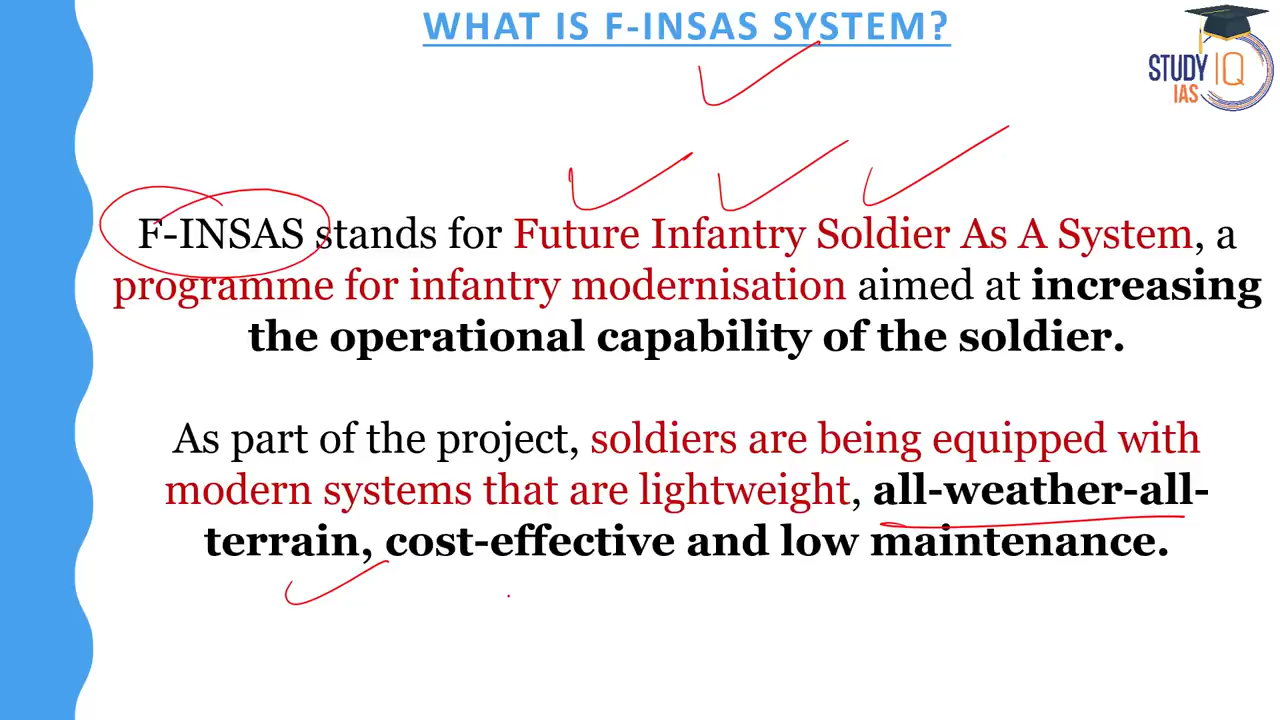 WHAT IS F-INSAS SYSTEM?
STUDY IQ
IAS
F-INSAS stands for Future Infantry Soldier As A System, a
programme for infantry modernisation aimed at increasing
the operational capability of the soldier.
As part of the project, soldiers are being equipped with
modern systems that are lightweight, all-weather-all-
terrain, cost-effective and low maintenance.